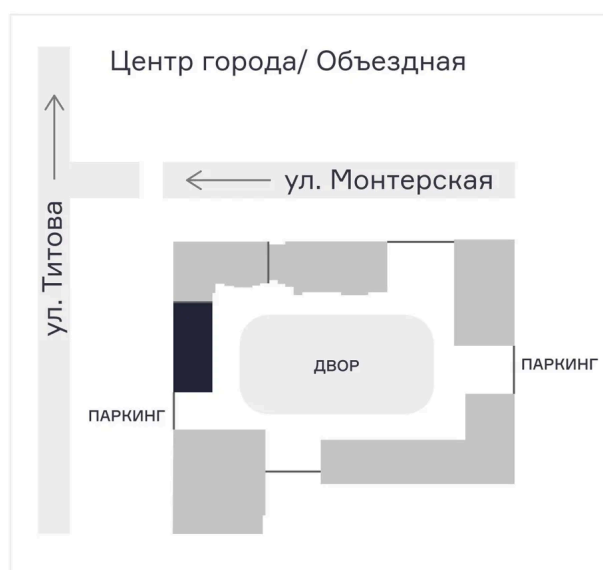 Центр города/ Объездная
ул. Монтерская
ул. Титова
ДВОР
ПАРКИНГ
ПАРКИНГ